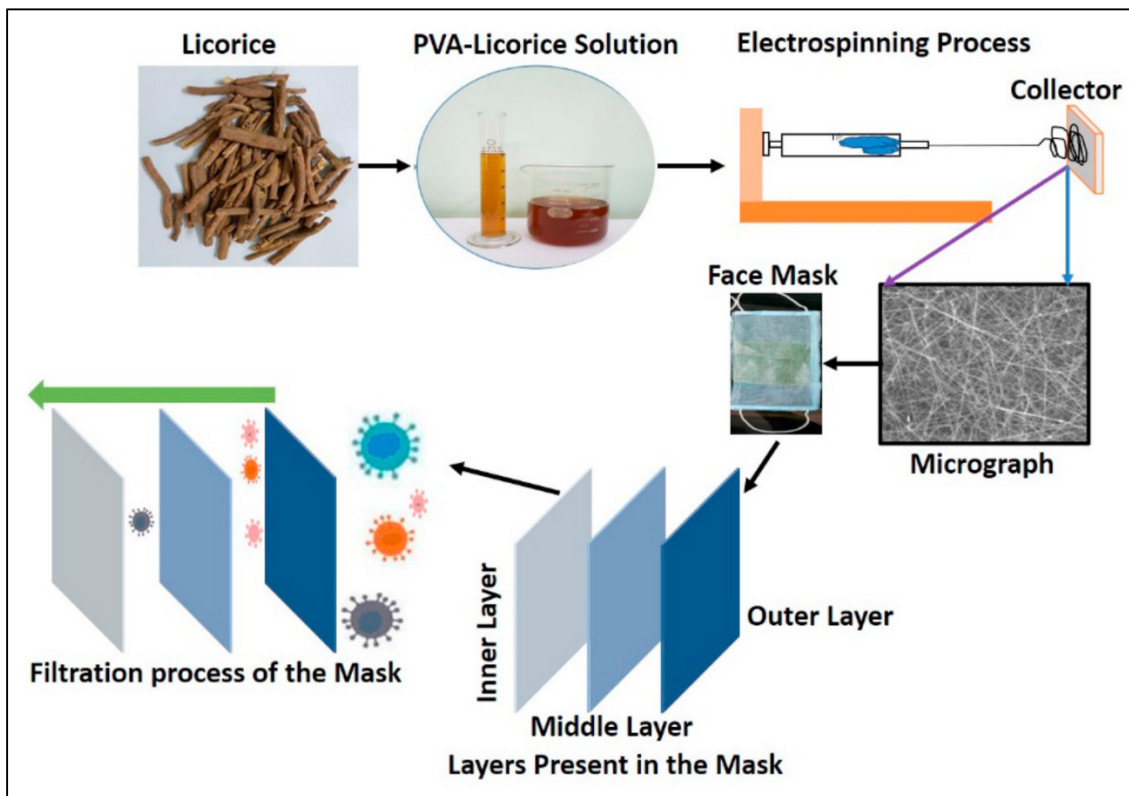 Licorice
PVA-Licorice Solution
Electrospinning Process
Collector
Face Mask
Micrograph
Inner Layer
Outer Layer
Middle Layer
Layers Present in the Mask
Filtration process of the Mask